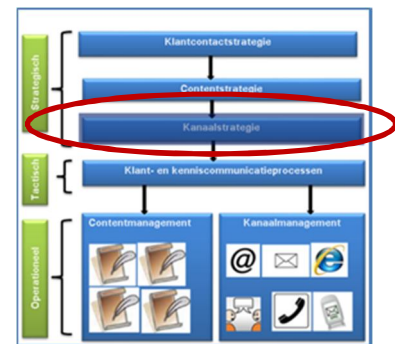 Strategisch
Klantcontactstrategie
Contentstrategie
Kanaalstrategie
Tactisch
Klant- en kenniscommunicatieprocessen
Operationeel
Contentmanagement
Kanaalmanagement
@